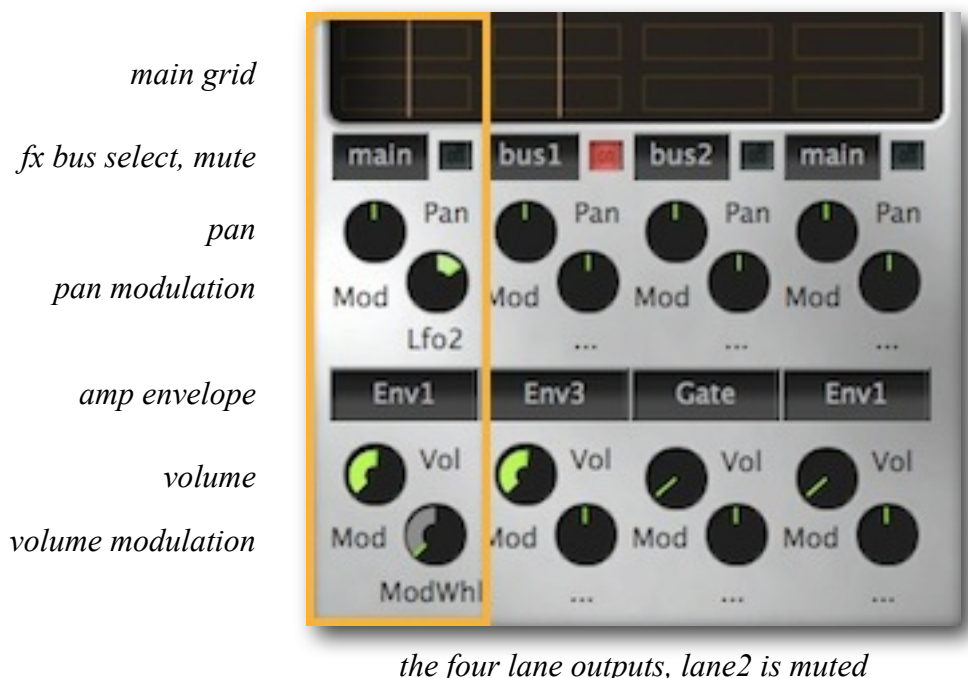 main grid
fx bus select, mute
main bus1 bus2 main
pan
Pan Pan Pan Pan
pan modulation
Mod Mod Mod Mod
Lfo2 ... ... ...
amp envelope
Env1 Env3 Gate Env1
volume
Vol Vol Vol Vol
volume modulation
Mod Mod Mod Mod
ModWhl ... ... ...
the four lane outputs, lane2 is muted